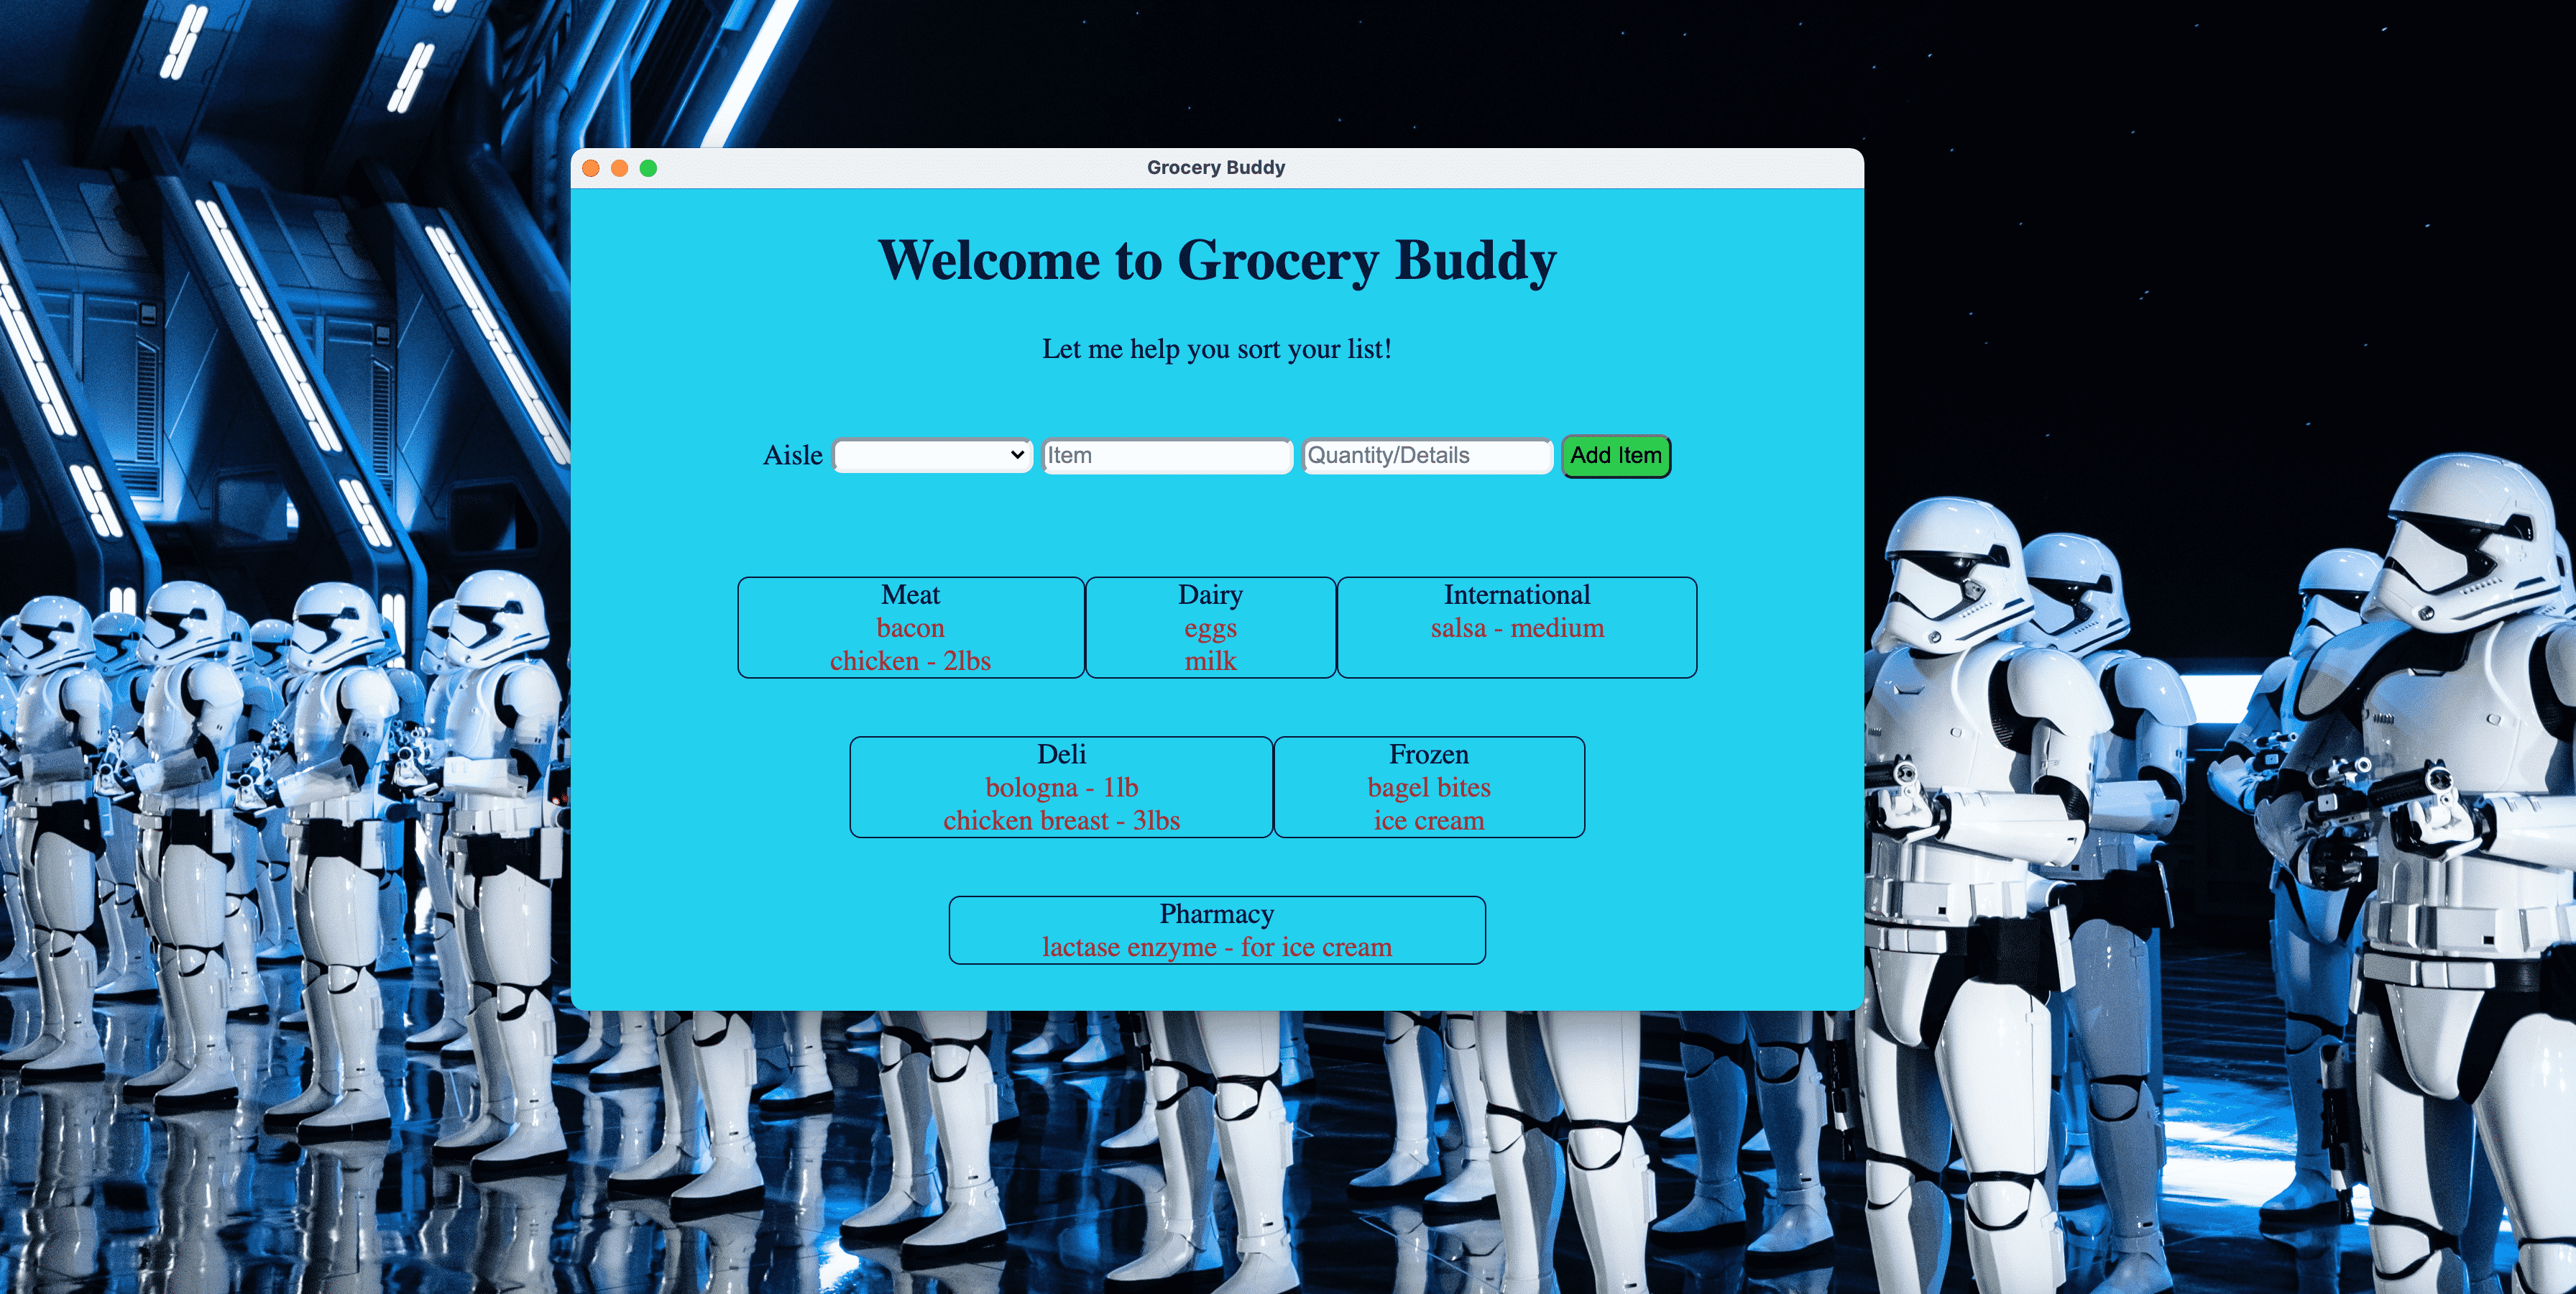 Grocery Buddy
Welcome to Grocery Buddy
Let me help you sort your list!
Aisle Item Quantity/Details Add Item
Meat
bacon
chicken - 2lbs
Dairy
eggs
milk
International
salsa - medium
Deli
bologna - 1lb
chicken breast - 3lbs
Frozen
bagel bites
ice cream
Pharmacy
lactase enzyme - for ice cream